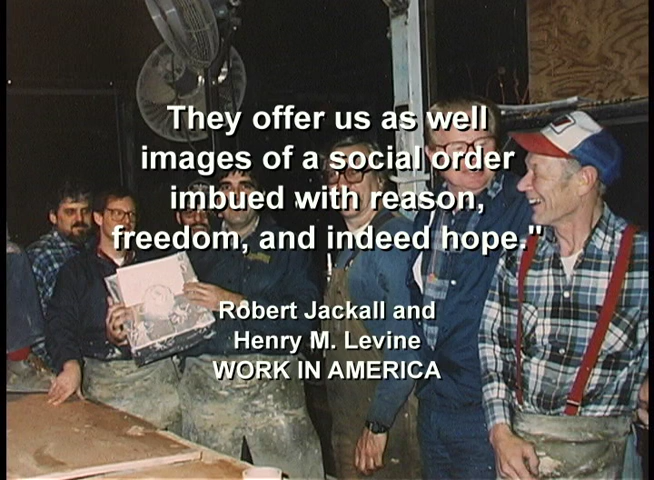 They offer us as well
images of a social order
imbued with reason,
freedom, and indeed hope."
Robert Jackall and
Henry M. Levine
WORK IN AMERICA